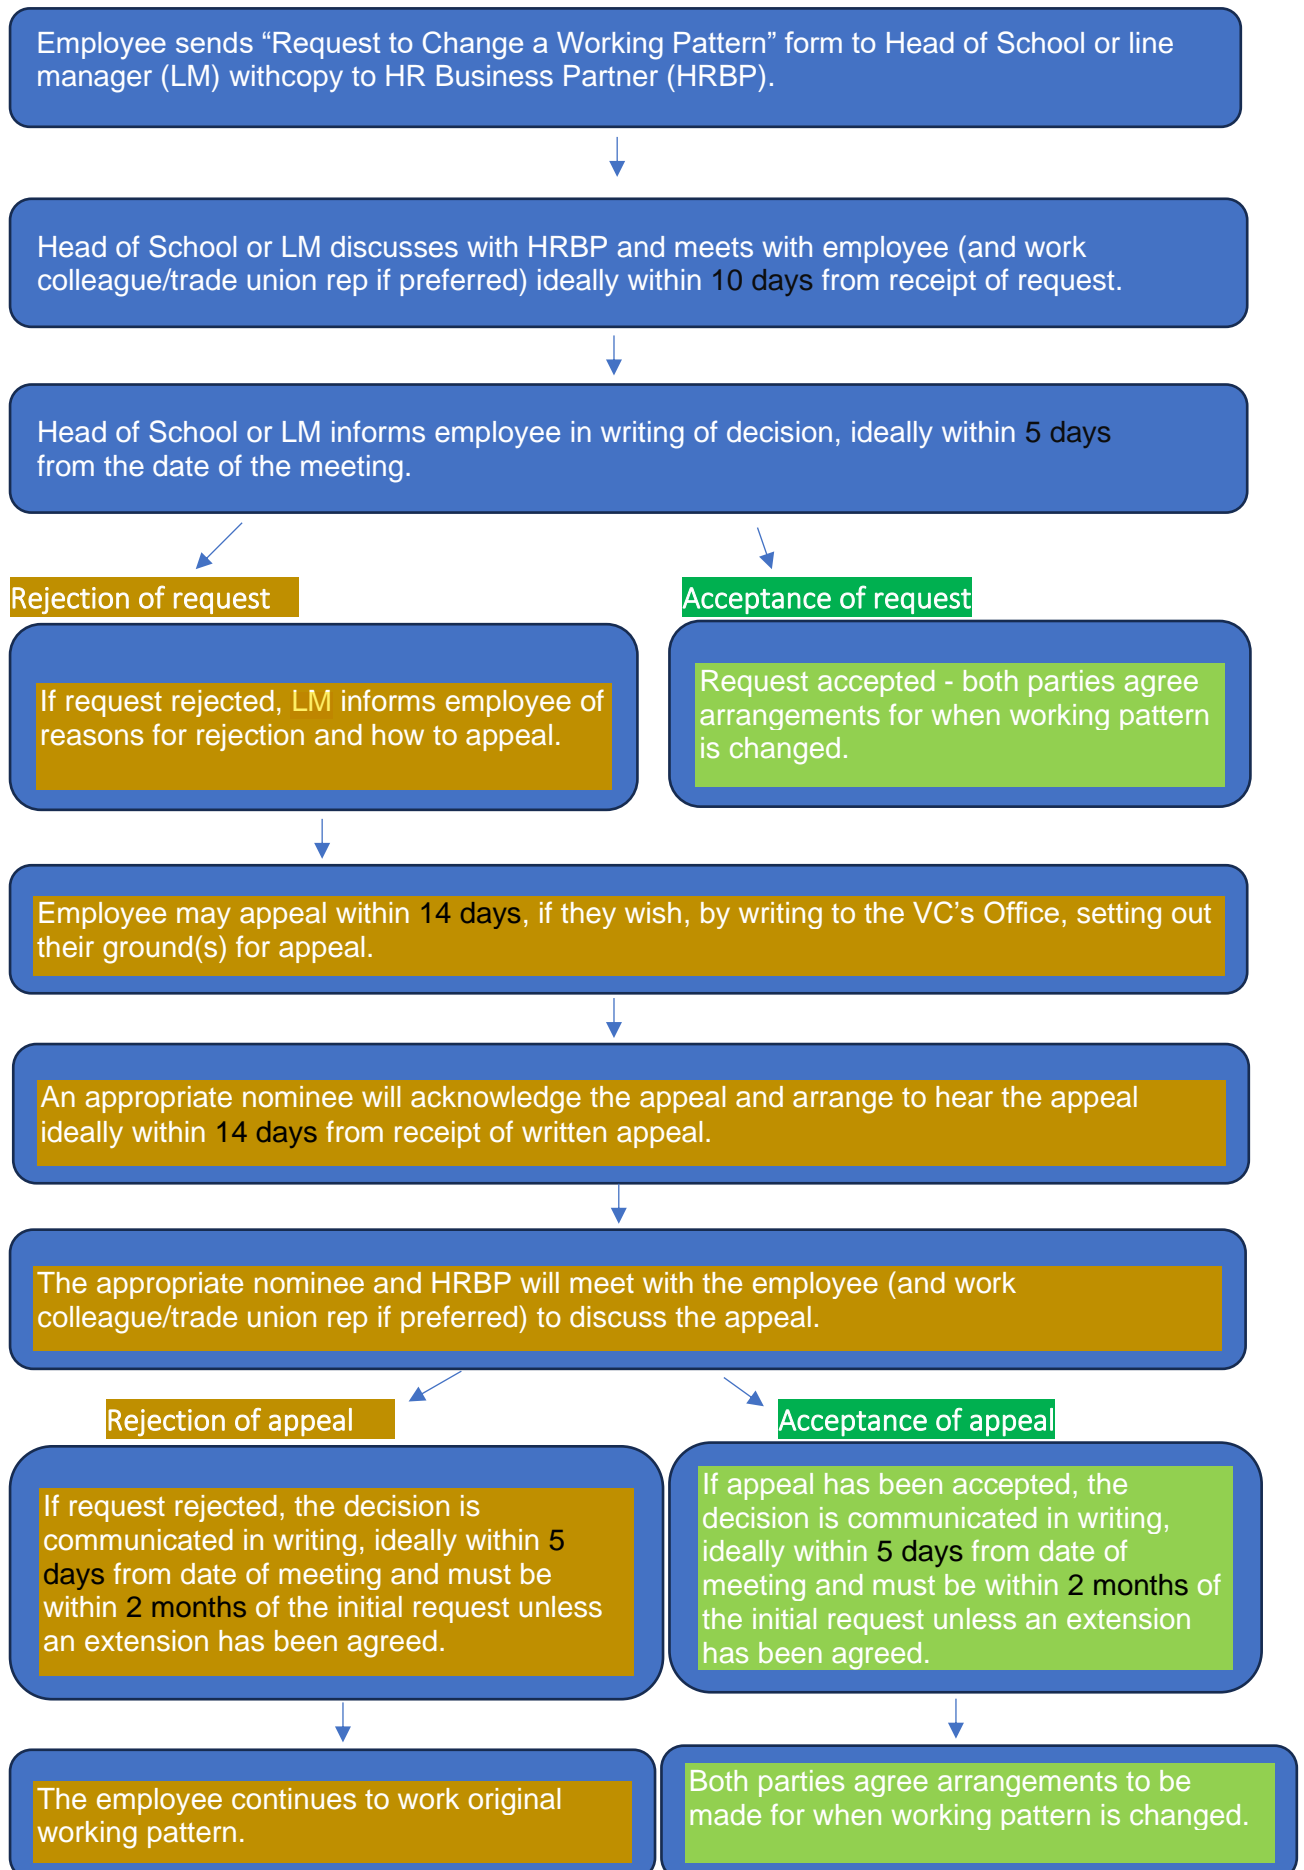 Employee sends “Request to Change a Working Pattern” form to Head of School or line
manager (LM) withcopy to HR Business Partner (HRBP).
Head of School or LM discusses with HRBP and meets with employee (and work
colleague/trade union rep if preferred) ideally within 10 days from receipt of request.
Head of School or LM informs employee in writing of decision, ideally within 5 days
from the date of the meeting.
Rejection of request
If request rejected, LM informs employee of
reasons for rejection and how to appeal.
Acceptance of request
Request accepted - both parties agree
arrangements for when working pattern
is changed.
Employee may appeal within 14 days, if they wish, by writing to the VC’s Office, setting out
their ground(s) for appeal.
An appropriate nominee will acknowledge the appeal and arrange to hear the appeal
ideally within 14 days from receipt of written appeal.
The appropriate nominee and HRBP will meet with the employee (and work
colleague/trade union rep if preferred) to discuss the appeal.
Rejection of appeal
If request rejected, the decision is
communicated in writing, ideally within 5
days from date of meeting and must be
within 2 months of the initial request unless
an extension has been agreed.
The employee continues to work original
working pattern.
Acceptance of appeal
If appeal has been accepted, the
decision is communicated in writing,
ideally within 5 days from date of
meeting and must be within 2 months of
the initial request unless an extension
has been agreed.
Both parties agree arrangements to be
made for when working pattern is changed.